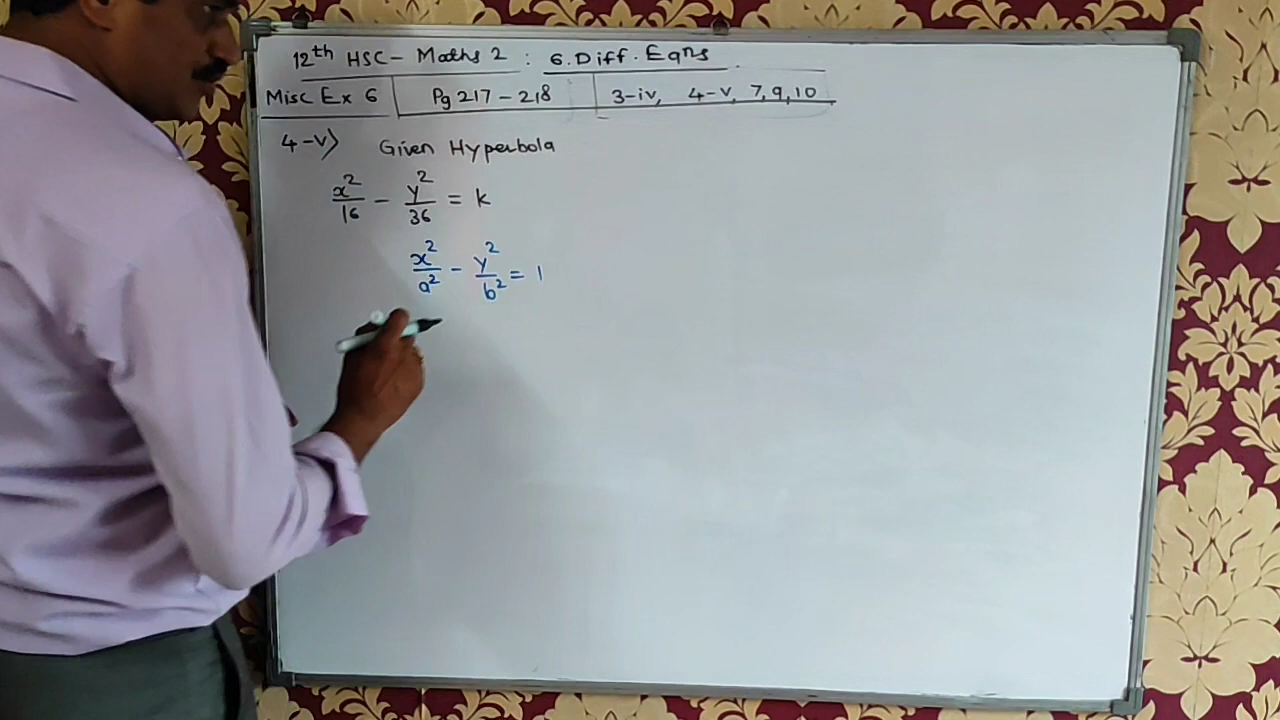 12th HSC - Maths 2 : 6. Diff. Eqns
Misc Ex 6 Pg 217 - 218 3-iv, 4-v, 7, 9, 10
4-v) Given Hyperbola
x²/16 - y²/36 = k
x²/a² - y²/b² = 1